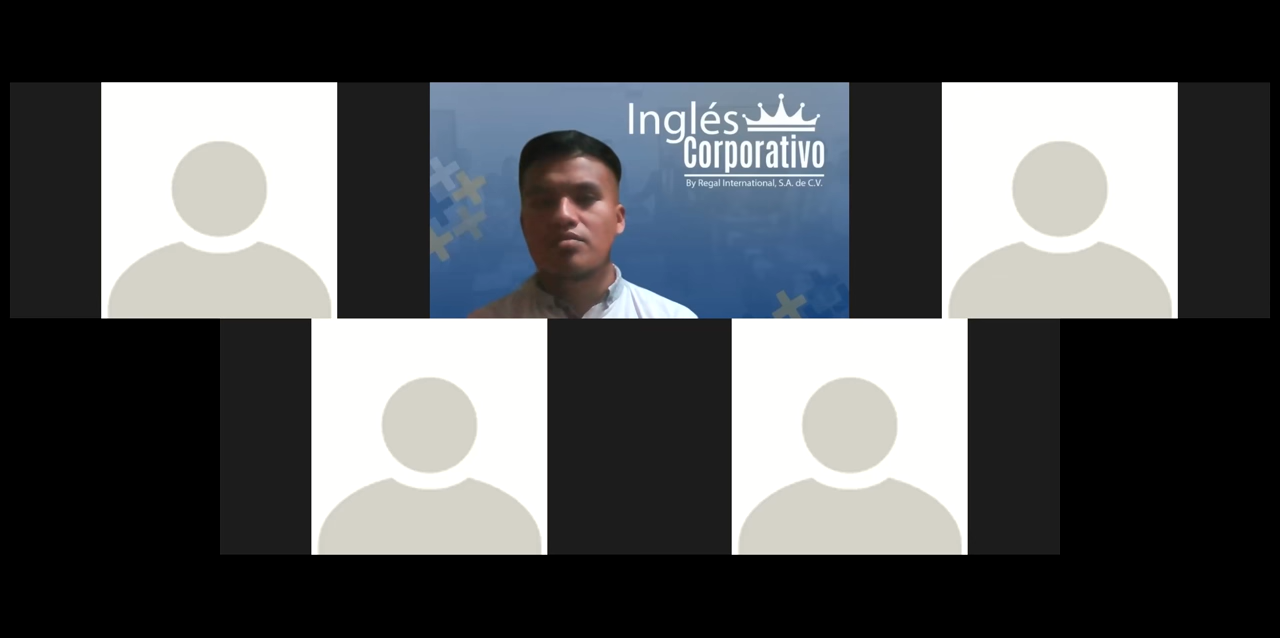 Inglés
Corporativo
By Regal International, S.A. de C.V.